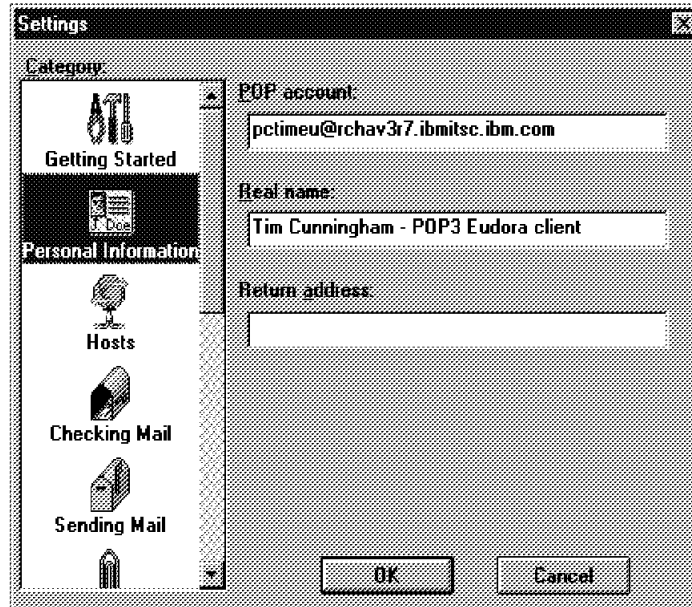 Settings
Category:
Getting Started
J. Doe
Personal Information
Hosts
Checking Mail
Sending Mail
POP account:
pctimeu@rchav3r7.ibmitsc.ibm.com
Real name:
Tim Cunningham - POP3 Eudora client
Return address:
OK
Cancel